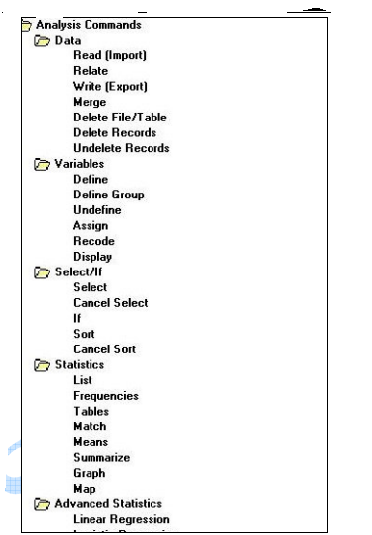 Analysis Commands
Data
Read (Import)
Relate
Write (Export)
Merge
Delete File/Table
Delete Records
Undelete Records
Variables
Define
Define Group
Undefine
Assign
Recode
Display
Select/If
Select
Cancel Select
If
Sort
Cancel Sort
Statistics
List
Frequencies
Tables
Match
Means
Summarize
Graph
Map
Advanced Statistics
Linear Regression